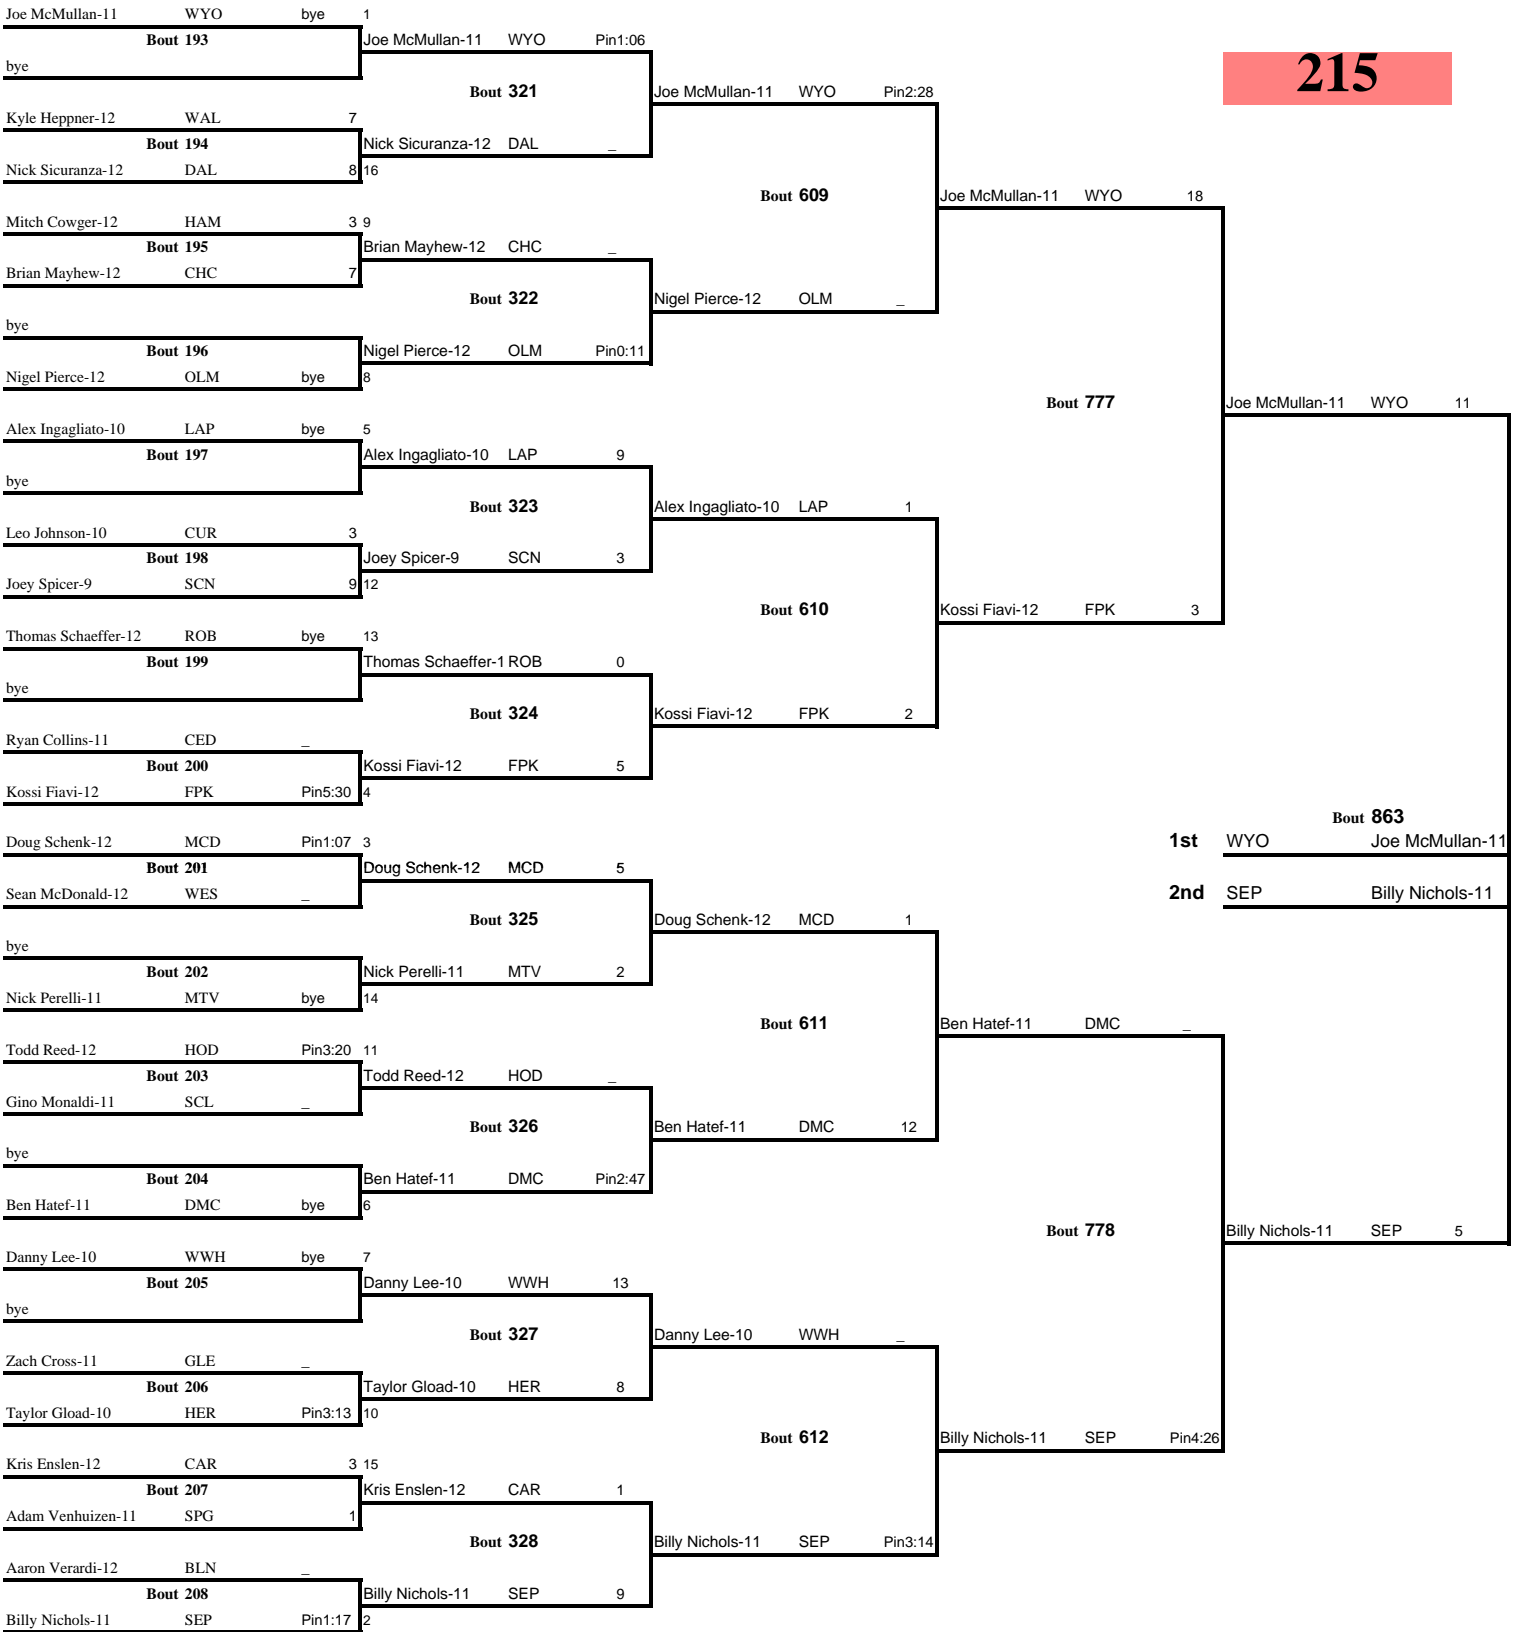 Joe McMullan-11 WYO bye 1
Bout 193 Joe McMullan-11 WYO Pin1:06
215
bye
Bout 321 Joe McMullan-11 WYO Pin2:28
Kyle Heppner-12 WAL 7
Bout 194 Nick Sicuranza-12 DAL _
Nick Sicuranza-12 DAL 8 16
Bout 609 Joe McMullan-11 WYO 18
Mitch Cowger-12 HAM 3 9
Bout 195 Brian Mayhew-12 CHC _
Brian Mayhew-12 CHC 7
Bout 322 Nigel Pierce-12 OLM _
bye
Bout 196 Nigel Pierce-12 OLM Pin0:11
Nigel Pierce-12 OLM bye 8
Bout 777 Joe McMullan-11 WYO 11
Alex Ingagliato-10 LAP bye 5
Bout 197 Alex Ingagliato-10 LAP 9
bye
Bout 323 Alex Ingagliato-10 LAP 1
Leo Johnson-10 CUR 3
Bout 198 Joey Spicer-9 SCN 3
Joey Spicer-9 SCN 9 12
Bout 610 Kossi Fiavi-12 FPK 3
Thomas Schaeffer-12 ROB bye 13
Bout 199 Thomas Schaeffer-1 ROB 0
bye
Bout 324 Kossi Fiavi-12 FPK 2
Ryan Collins-11 CED _
Bout 200 Kossi Fiavi-12 FPK 5
Kossi Fiavi-12 FPK Pin5:30 4
Bout 863
Doug Schenk-12 MCD Pin1:07 3 1st WYO Joe McMullan-11
Bout 201 Doug Schenk-12 MCD 5
Sean McDonald-12 WES _ 2nd SEP Billy Nichols-11
Bout 325 Doug Schenk-12 MCD 1
bye
Bout 202 Nick Perelli-11 MTV 2
Nick Perelli-11 MTV bye 14
Bout 611 Ben Hatef-11 DMC _
Todd Reed-12 HOD Pin3:20 11
Bout 203 Todd Reed-12 HOD _
Gino Monaldi-11 SCL _
Bout 326 Ben Hatef-11 DMC 12
bye
Bout 204 Ben Hatef-11 DMC Pin2:47
Ben Hatef-11 DMC bye 6
Bout 778 Billy Nichols-11 SEP 5
Danny Lee-10 WWH bye 7
Bout 205 Danny Lee-10 WWH 13
bye
Bout 327 Danny Lee-10 WWH _
Zach Cross-11 GLE _
Bout 206 Taylor Gload-10 HER 8
Taylor Gload-10 HER Pin3:13 10
Bout 612 Billy Nichols-11 SEP Pin4:26
Kris Enslen-12 CAR 3 15
Bout 207 Kris Enslen-12 CAR 1
Adam Venhuizen-11 SPG 1
Bout 328 Billy Nichols-11 SEP Pin3:14
Aaron Verardi-12 BLN _
Bout 208 Billy Nichols-11 SEP 9
Billy Nichols-11 SEP Pin1:17 2